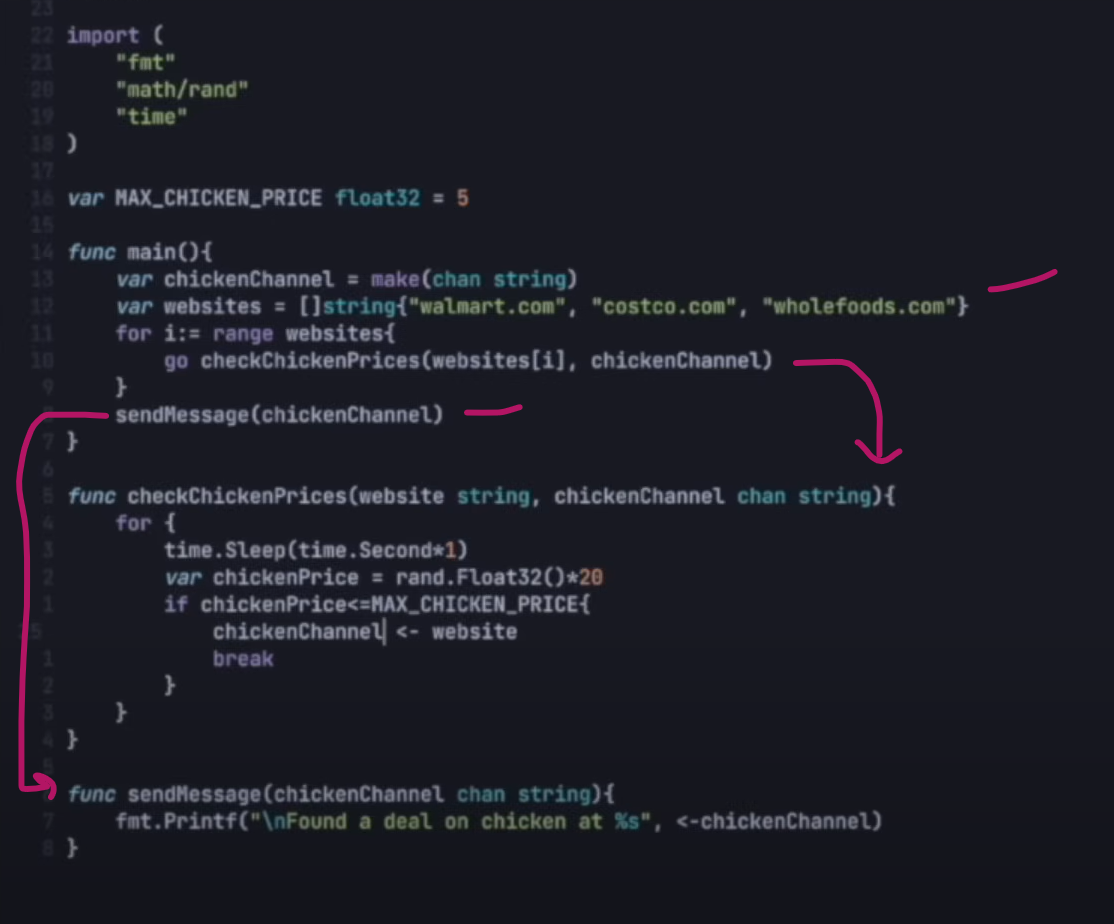 23
22 import (
21     "fmt"
20     "math/rand"
19     "time"
18 )
17
16 var MAX_CHICKEN_PRICE float32 = 5
15
14 func main(){
13     var chickenChannel = make(chan string)
12     var websites = []string{"walmart.com", "costco.com", "wholefoods.com"}
11     for i:= range websites{
10         go checkChickenPrices(websites[i], chickenChannel)
9     }
8     sendMessage(chickenChannel)
7 }
6
5 func checkChickenPrices(website string, chickenChannel chan string){
4     for {
3         time.Sleep(time.Second*1)
2         var chickenPrice = rand.Float32()*20
1         if chickenPrice<=MAX_CHICKEN_PRICE{
            chickenChannel <- website
1             break
2         }
3     }
4 }
5
6 func sendMessage(chickenChannel chan string){
7     fmt.Printf("\nFound a deal on chicken at %s", <-chickenChannel)
8 }